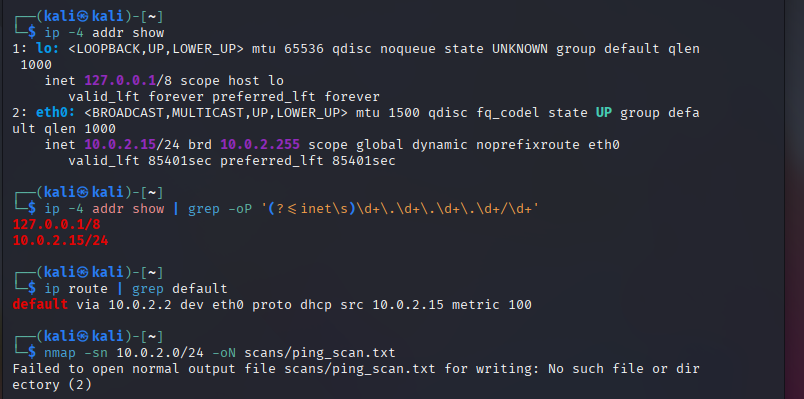 ┌──(kali㉿kali)-[~]
└─$ ip -4 addr show
1: lo: <LOOPBACK,UP,LOWER_UP> mtu 65536 qdisc noqueue state UNKNOWN group default qlen
 1000
    inet 127.0.0.1/8 scope host lo
       valid_lft forever preferred_lft forever
2: eth0: <BROADCAST,MULTICAST,UP,LOWER_UP> mtu 1500 qdisc fq_codel state UP group defa
ult qlen 1000
    inet 10.0.2.15/24 brd 10.0.2.255 scope global dynamic noprefixroute eth0
       valid_lft 85401sec preferred_lft 85401sec
┌──(kali㉿kali)-[~]
└─$ ip -4 addr show | grep -oP '(?<=inet\s)\d+\.\d+\.\d+\.\d+/\d+'
127.0.0.1/8
10.0.2.15/24
┌──(kali㉿kali)-[~]
└─$ ip route | grep default
default via 10.0.2.2 dev eth0 proto dhcp src 10.0.2.15 metric 100
┌──(kali㉿kali)-[~]
└─$ nmap -sn 10.0.2.0/24 -oN scans/ping_scan.txt
Failed to open normal output file scans/ping_scan.txt for writing: No such file or dir
ectory (2)